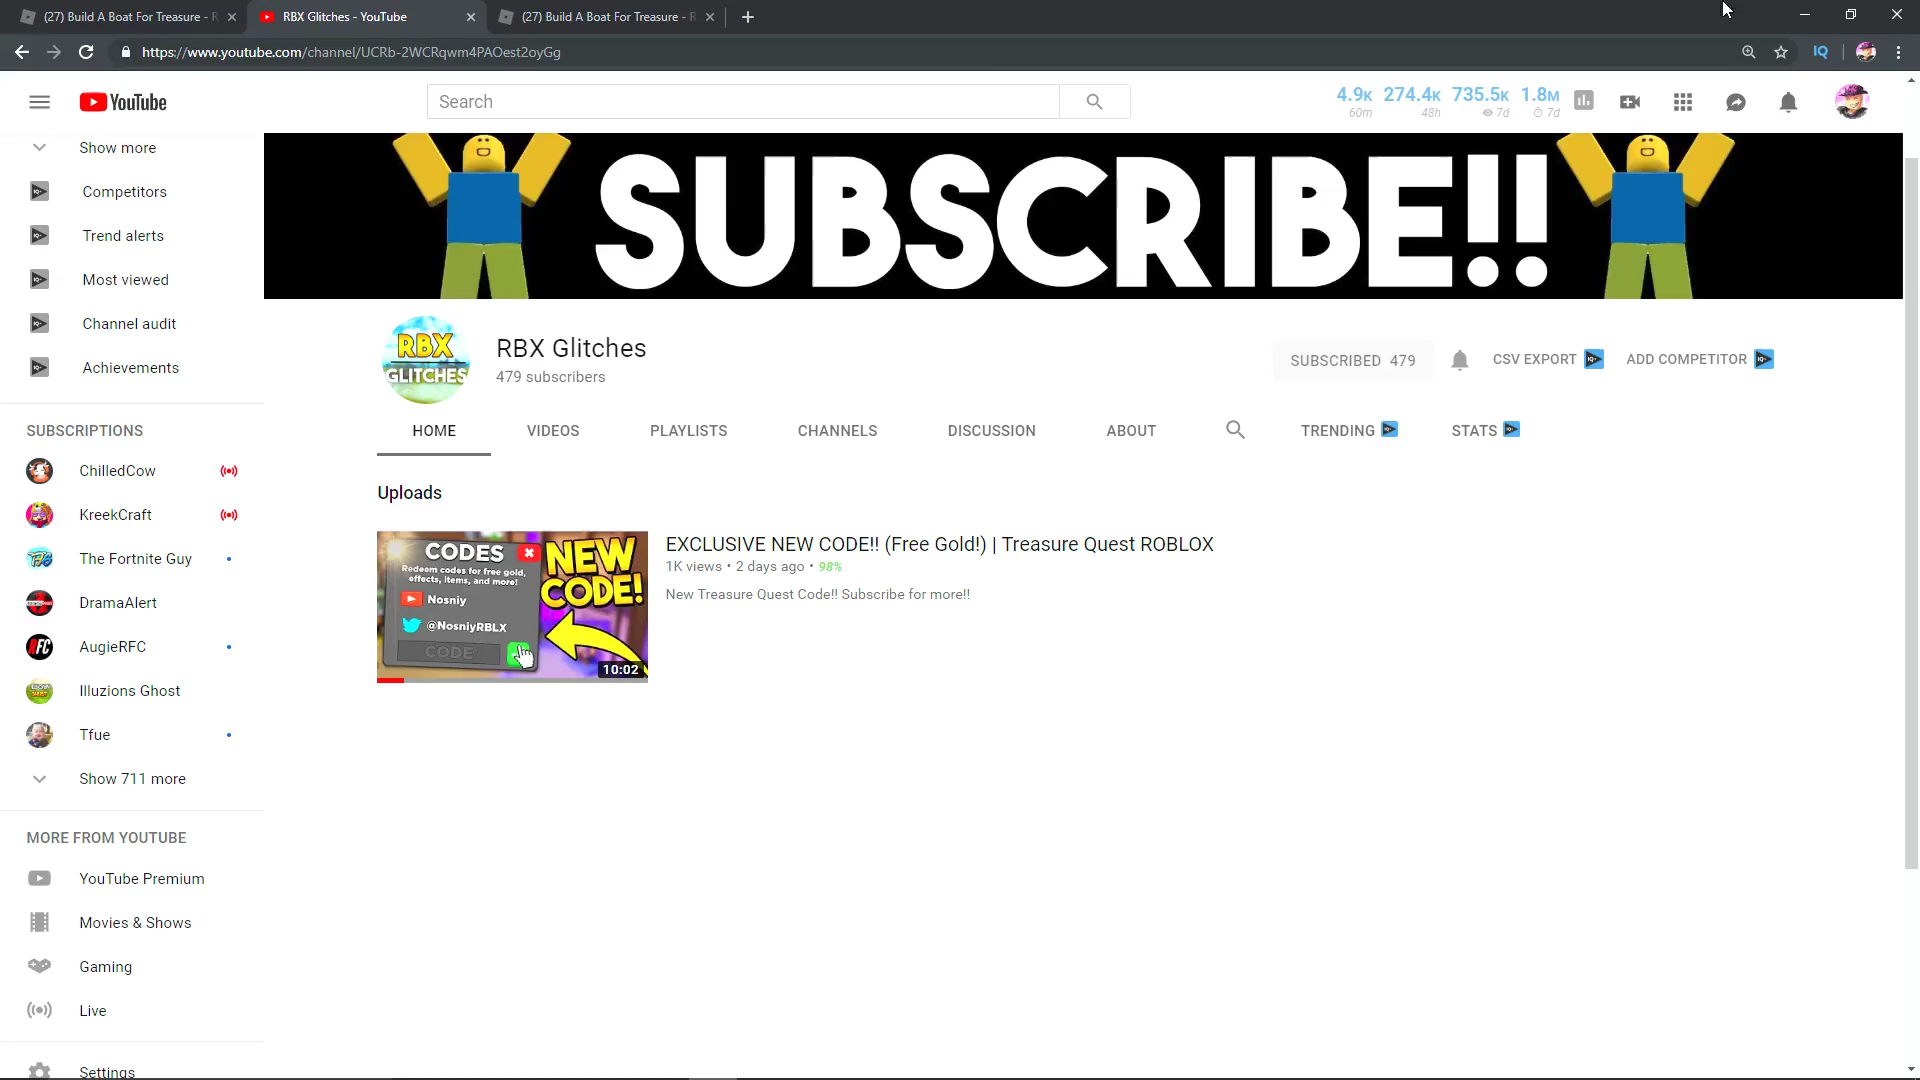 (27) Build A Boat For Treasure - R
RBX Glitches - YouTube
(27) Build A Boat For Treasure - R
https://www.youtube.com/channel/UCRb-2WCRqwm4PAOest2oyGg
IQ
YouTube
Search
4.9K 274.4K 735.5K 1.8M
60m 48h 7d 7d
Show more
Competitors
Trend alerts
Most viewed
Channel audit
Achievements
SUBSCRIPTIONS
ChilledCow
KreekCraft
The Fortnite Guy
DramaAlert
AugieRFC
Illuzions Ghost
Tfue
Show 711 more
MORE FROM YOUTUBE
YouTube Premium
Movies & Shows
Gaming
Live
Settings
SUBSCRIBE!!
RBX
GLITCHES
RBX Glitches
479 subscribers
SUBSCRIBED 479
CSV EXPORT
ADD COMPETITOR
HOME
VIDEOS
PLAYLISTS
CHANNELS
DISCUSSION
ABOUT
TRENDING
STATS
Uploads
CODES
Redeem codes for free gold,
effects, items, and more!
Nosniy
@NosniyRBLX
CODE
NEW
CODE!
10:02
EXCLUSIVE NEW CODE!! (Free Gold!) | Treasure Quest ROBLOX
1K views • 2 days ago • 98%
New Treasure Quest Code!! Subscribe for more!!